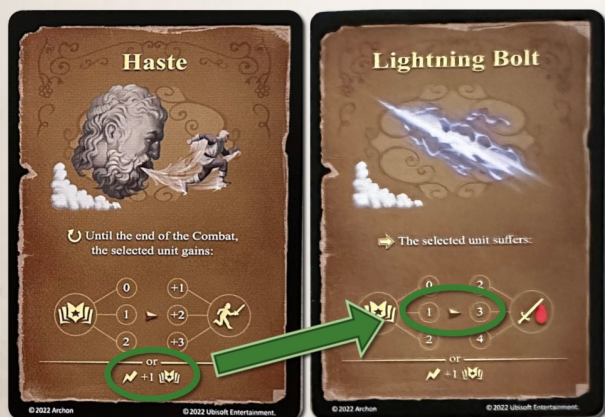 Haste
Until the end of the Combat,
the selected unit gains:
0 +1
1 +2
2 +3
or
+1
© 2022 Archon © 2022 Ubisoft Entertainment.
Lightning Bolt
The selected unit suffers:
0 2
1 3
2 4
or
+1
© 2022 Archon © 2022 Ubisoft Entertainment.